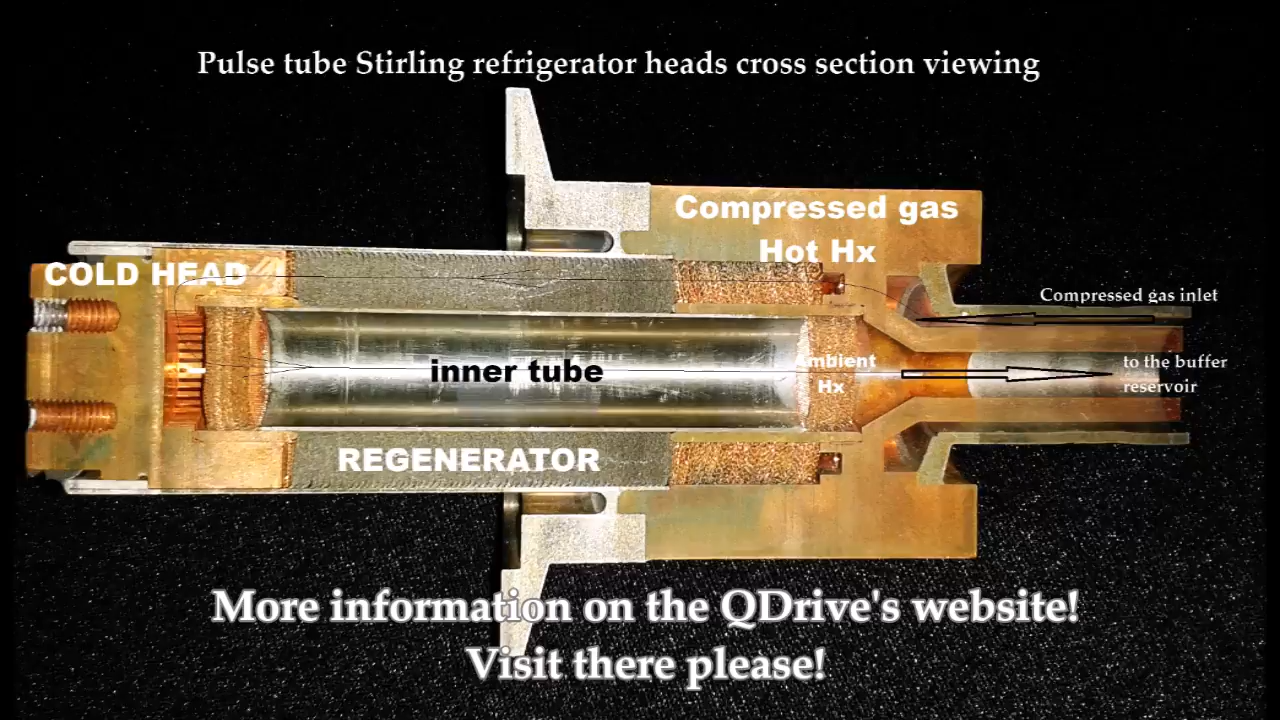 Pulse tube Stirling refrigerator heads cross section viewing
Compressed gas
Hot Hx
COLD HEAD
Compressed gas inlet
inner tube
Ambient
Hx
to the buffer
reservoir
REGENERATOR
More information on the QDrive's website!
Visit there please!